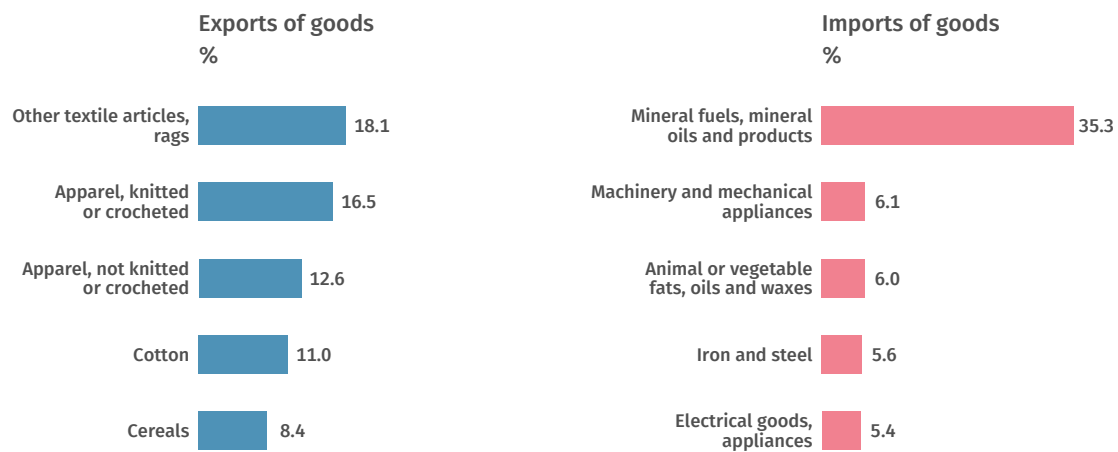 Exports of goods
%
Other textile articles,
rags
18.1
Apparel, knitted
or crocheted
16.5
Apparel, not knitted
or crocheted
12.6
Cotton
11.0
Cereals
8.4
Imports of goods
%
Mineral fuels, mineral
oils and products
35.3
Machinery and mechanical
appliances
6.1
Animal or vegetable
fats, oils and waxes
6.0
Iron and steel
5.6
Electrical goods,
appliances
5.4